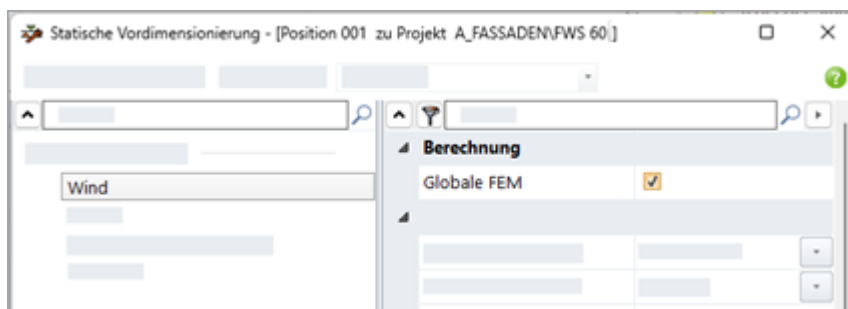 Statische Vordimensionierung - [Position 001 zu Projekt A_FASSADEN\FWS 60 ]
Berechnung
Wind
Globale FEM